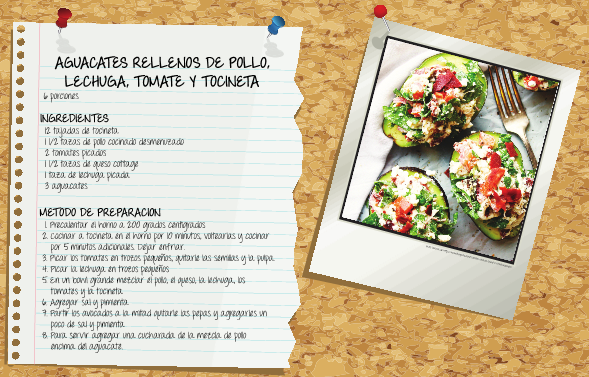 AGUACATES RELLENOS DE POLLO,
LECHUGA, TOMATE Y TOCINETA
6 porciones
INGREDIENTES
12 tajadas de tocineta.
1 1/2 tazas de pollo cocinado desmenuzado
2 tomates picados
1 1/2 tazas de queso cottage
1 taza de lechuga picada
3 aguacates
METODO DE PREPARACION
1. Precalentar el horno a 200 grados centigrados
2. Cocinar a tocineta en el horno por 10 minutos, voltearlas y cocinar
por 5 minutos adicionales. Dejar enfriar.
3. Picar los tomates en trozos pequeños, quitarle las semillas y la pulpa.
4. Picar la lechuga en trozos pequeños
5. En un bowl grande mezclar el pollo, el queso, la lechuga, los
tomates y la tocineta.
6. Agregar sal y pimienta.
7. Partir los avocados a la mitad quitarle las pepas y agregarles un
poco de sal y pimienta.
8. Para servir agregar una cucharada de la mezcla de pollo
encima del aguacate.